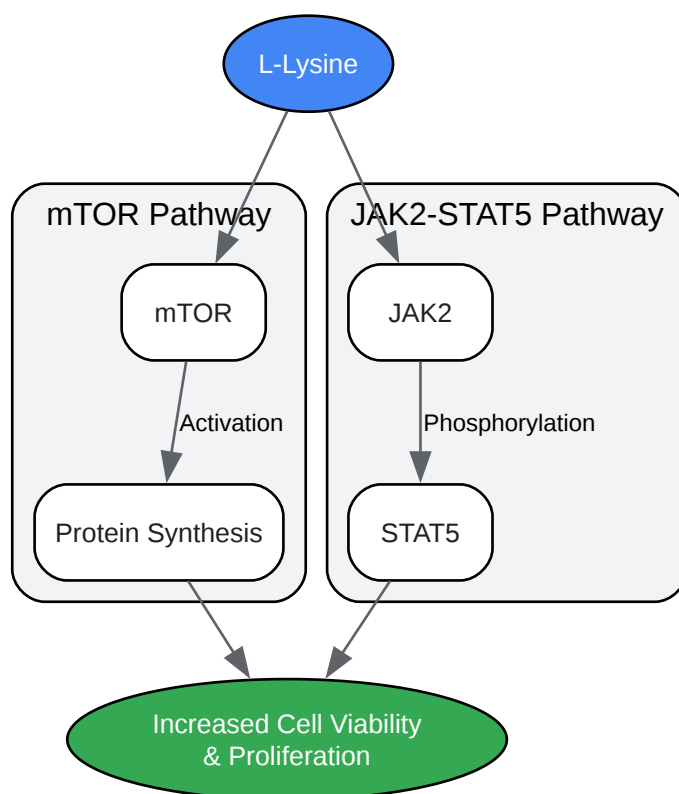 L-Lysine
mTOR Pathway
JAK2-STAT5 Pathway
mTOR
JAK2
Activation
Phosphorylation
Protein Synthesis
STAT5
Increased Cell Viability
& Proliferation